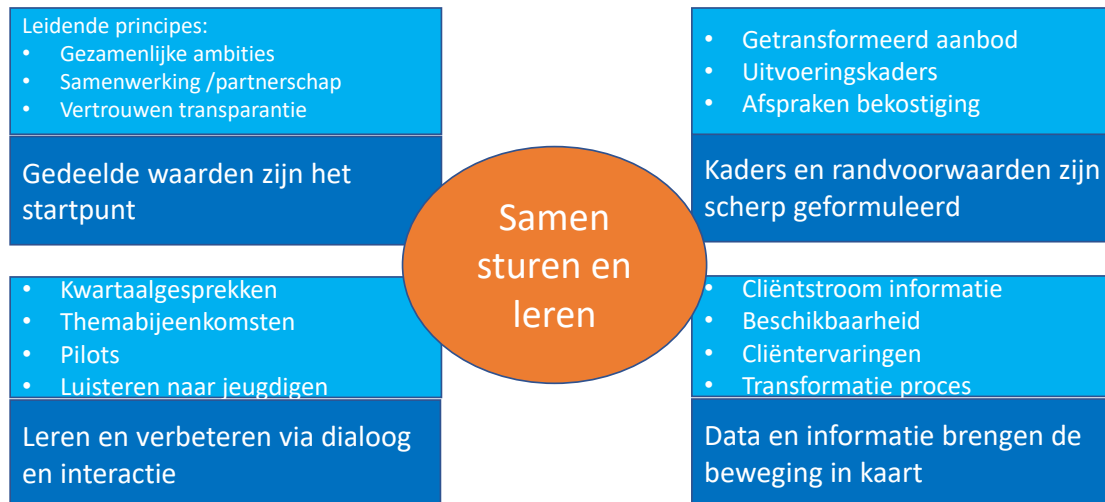 Leidende principes:
• Gezamenlijke ambities
• Samenwerking /partnerschap
• Vertrouwen transparantie
Gedeelde waarden zijn het
startpunt
• Getransformeerd aanbod
• Uitvoeringskaders
• Afspraken bekostiging
Kaders en randvoorwaarden zijn
scherp geformuleerd
Samen
sturen en
leren
• Kwartaalgesprekken
• Themabijeenkomsten
• Pilots
• Luisteren naar jeugdigen
Leren en verbeteren via dialoog
en interactie
• Cliëntstroom informatie
• Beschikbaarheid
• Cliëntervaringen
• Transformatie proces
Data en informatie brengen de
beweging in kaart